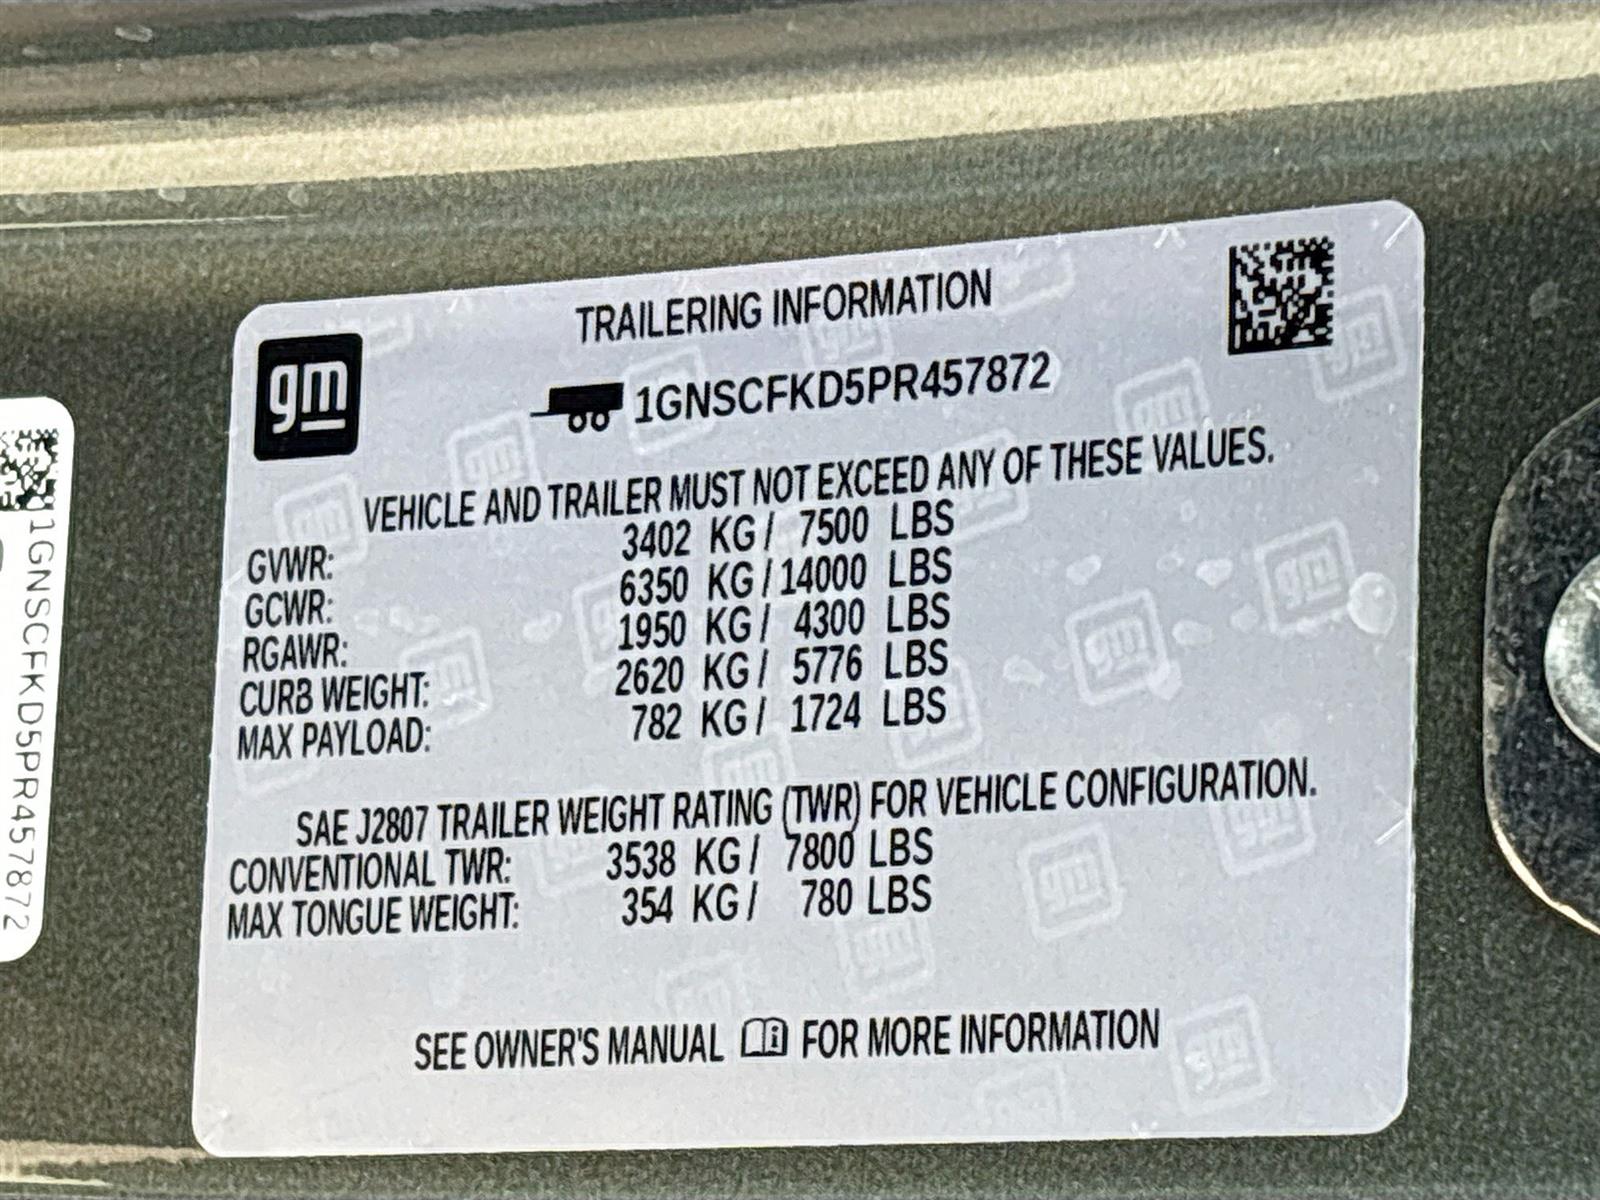 gm
TRAILERING INFORMATION
1GNSCFKD5PR457872
VEHICLE AND TRAILER MUST NOT EXCEED ANY OF THESE VALUES.
GVWR: 3402 KG / 7500 LBS
GCWR: 6350 KG / 14000 LBS
RGAWR: 1950 KG / 4300 LBS
CURB WEIGHT: 2620 KG / 5776 LBS
MAX PAYLOAD: 782 KG / 1724 LBS
SAE J2807 TRAILER WEIGHT RATING (TWR) FOR VEHICLE CONFIGURATION.
CONVENTIONAL TWR: 3538 KG / 7800 LBS
MAX TONGUE WEIGHT: 354 KG / 780 LBS
SEE OWNER'S MANUAL FOR MORE INFORMATION
1GNSCFKD5PR457872